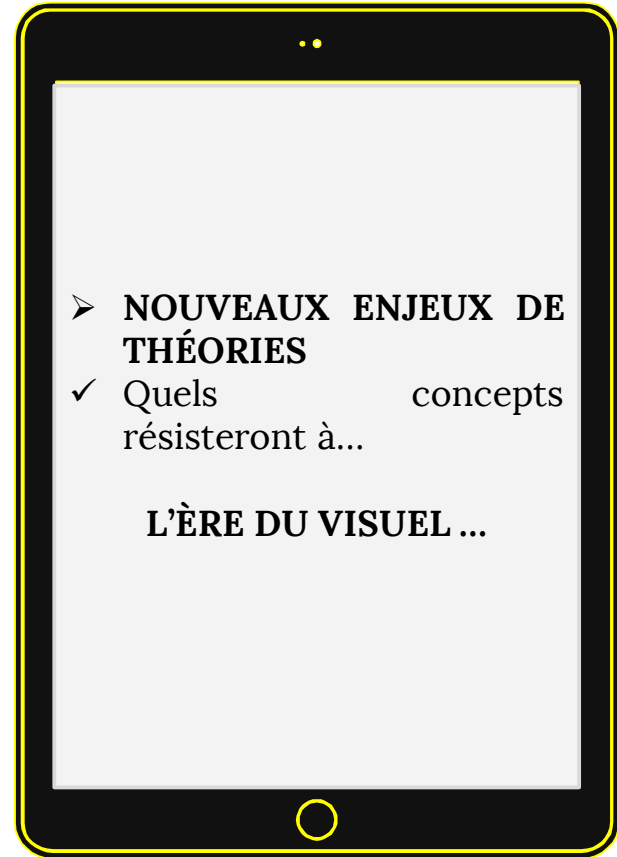 ➢ NOUVEAUX ENJEUX DE
THÉORIES
✓ Quels concepts
résisteront à…
L’ÈRE DU VISUEL …